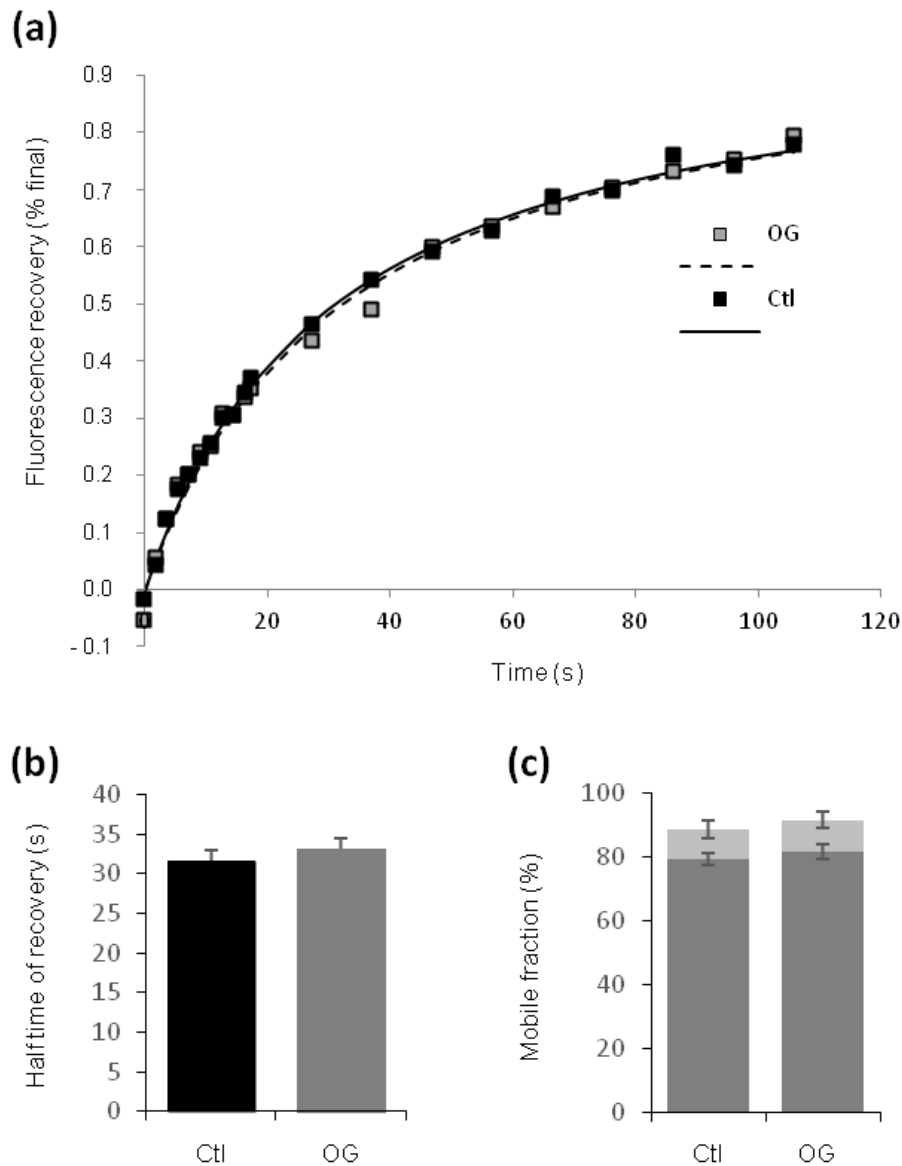 (a)
0.9
0.8
0.7
0.6
0.5
0.4
0.3
0.2
0.1
0.0
- 0.1
Fluorescence recovery (% final)
20 40 60 80 100 120
Time (s)
OG
Ctl
(b)
40
35
30
25
20
15
10
5
0
Halftime of recovery (s)
Ctl OG
(c)
100
80
60
40
20
0
Mobile fraction (%)
Ctl OG